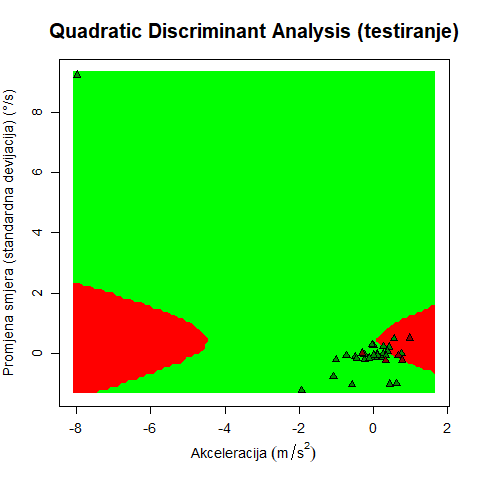 Quadratic Discriminant Analysis (testiranje)
Promjena smjera (standardna devijacija) (°/s)
8
6
4
2
0
-8 -6 -4 -2 0 2
Akceleracija (m/s²)